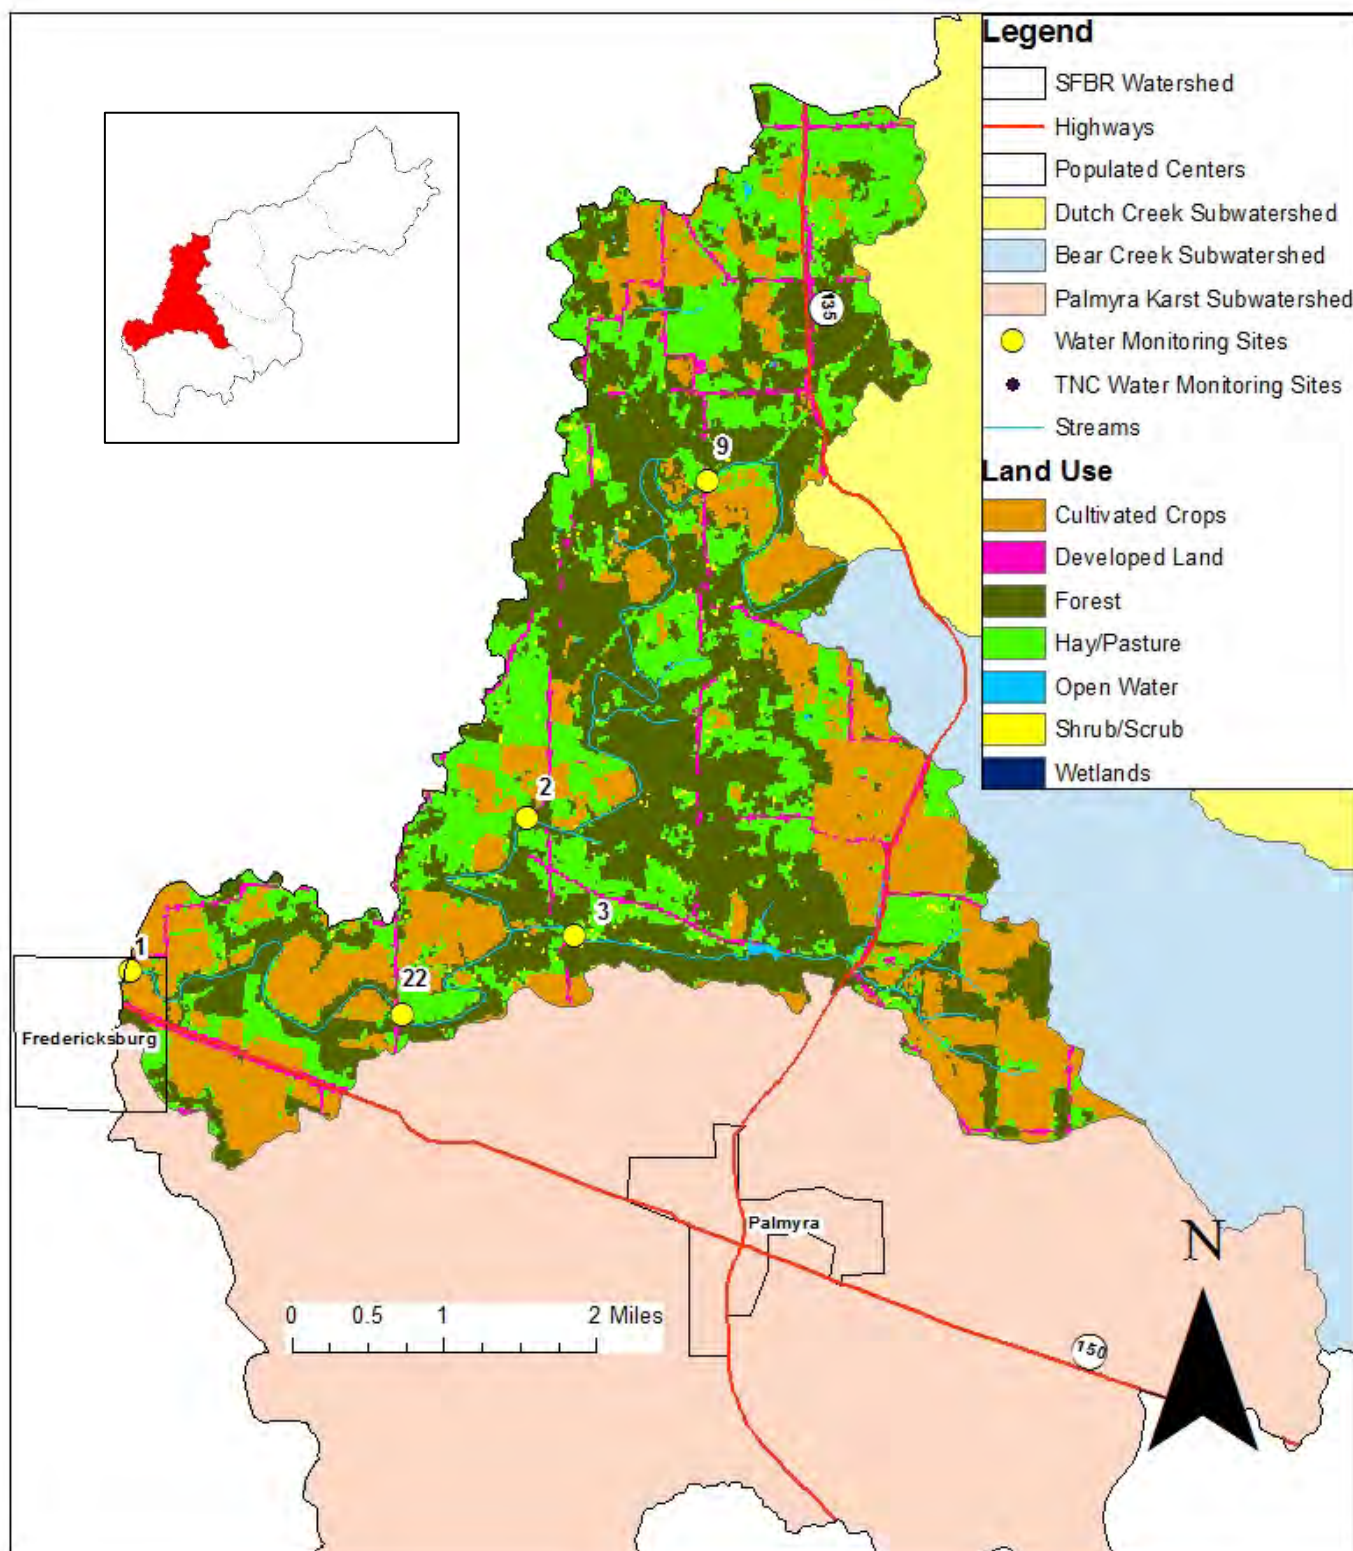 Legend
SFBR Watershed
Highways
Populated Centers
Dutch Creek Subwatershed
Bear Creek Subwatershed
Palmyra Karst Subwatershed
Water Monitoring Sites
TNC Water Monitoring Sites
Streams
Land Use
Cultivated Crops
Developed Land
Forest
Hay/Pasture
Open Water
Shrub/Scrub
Wetlands
135
9
2
3
1
22
Fredericksburg
Palmyra
N
0 0.5 1 2 Miles
150